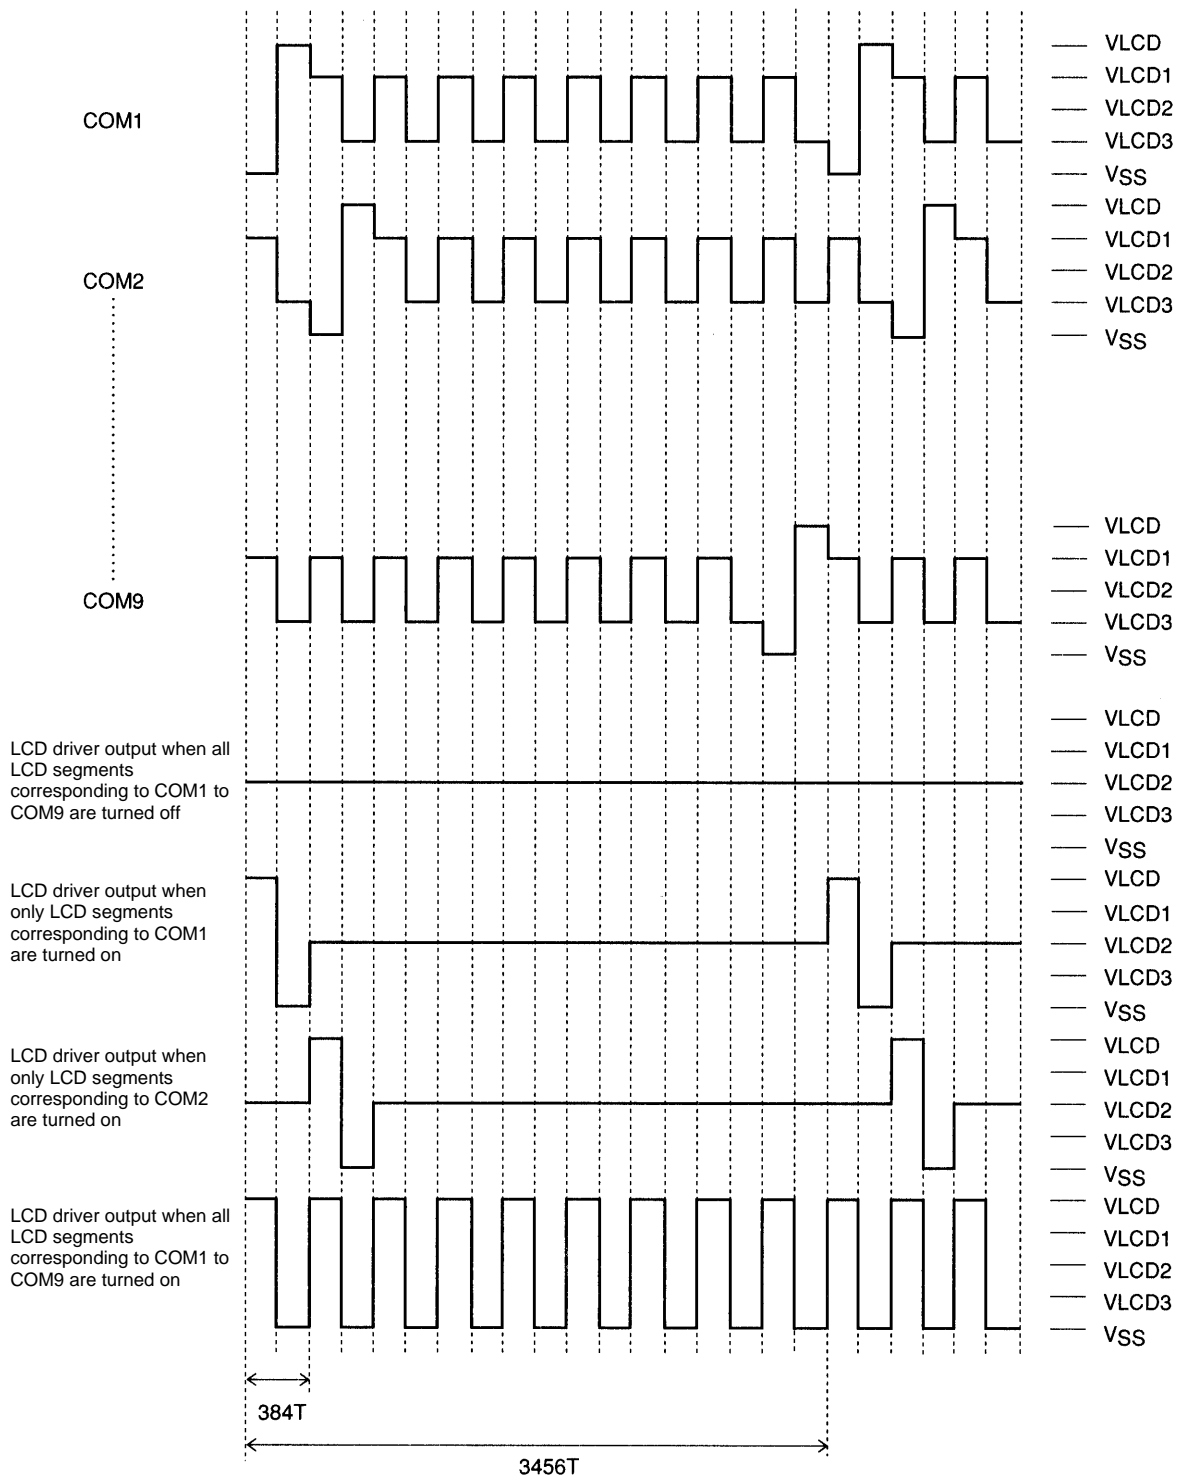 VLCD
VLCD1
COM1
VLCD2
VLCD3
VSS
VLCD
VLCD1
COM2
VLCD2
VLCD3
VSS
VLCD
VLCD1
COM9
VLCD2
VLCD3
VSS
VLCD
LCD driver output when all
LCD segments
corresponding to COM1 to
COM9 are turned off
VLCD1
VLCD2
VLCD3
VSS
VLCD
LCD driver output when
only LCD segments
corresponding to COM1
are turned on
VLCD1
VLCD2
VLCD3
VSS
VLCD
LCD driver output when
only LCD segments
corresponding to COM2
are turned on
VLCD1
VLCD2
VLCD3
VSS
VLCD
LCD driver output when all
LCD segments
corresponding to COM1 to
COM9 are turned on
VLCD1
VLCD2
VLCD3
VSS
384T
3456T